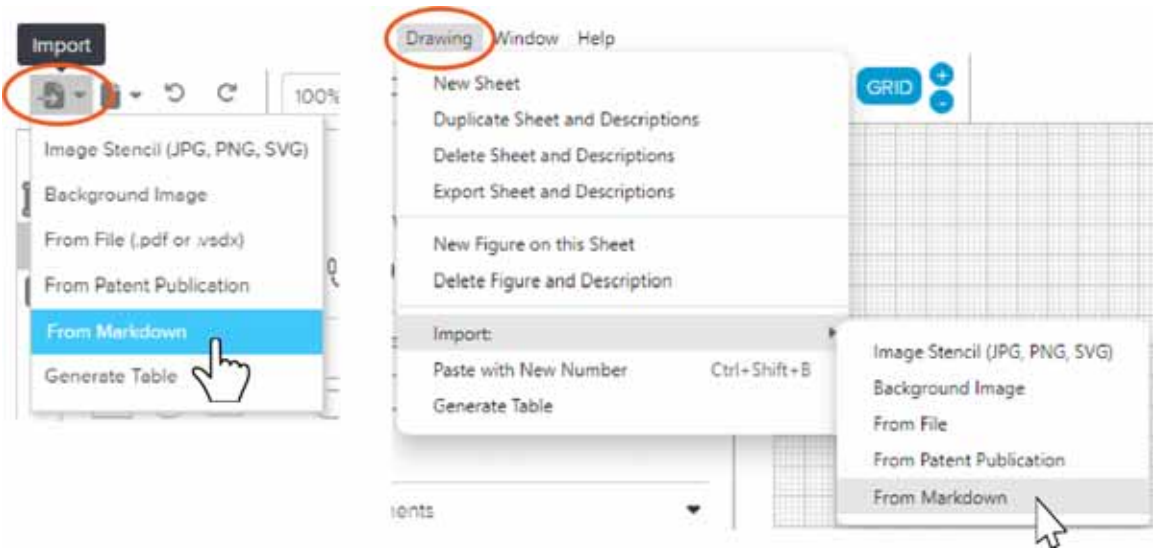 Import
100%
Image Stencil (JPG, PNG, SVG)
Background Image
From File (.pdf or .vsdx)
From Patent Publication
From Markdown
Generate Table
Drawing Window Help
New Sheet
Duplicate Sheet and Descriptions
Delete Sheet and Descriptions
Export Sheet and Descriptions
New Figure on this Sheet
Delete Figure and Description
Import:
Paste with New Number Ctrl+Shift+B
Generate Table
GRID + -
Image Stencil (JPG, PNG, SVG)
Background Image
From File
From Patent Publication
From Markdown